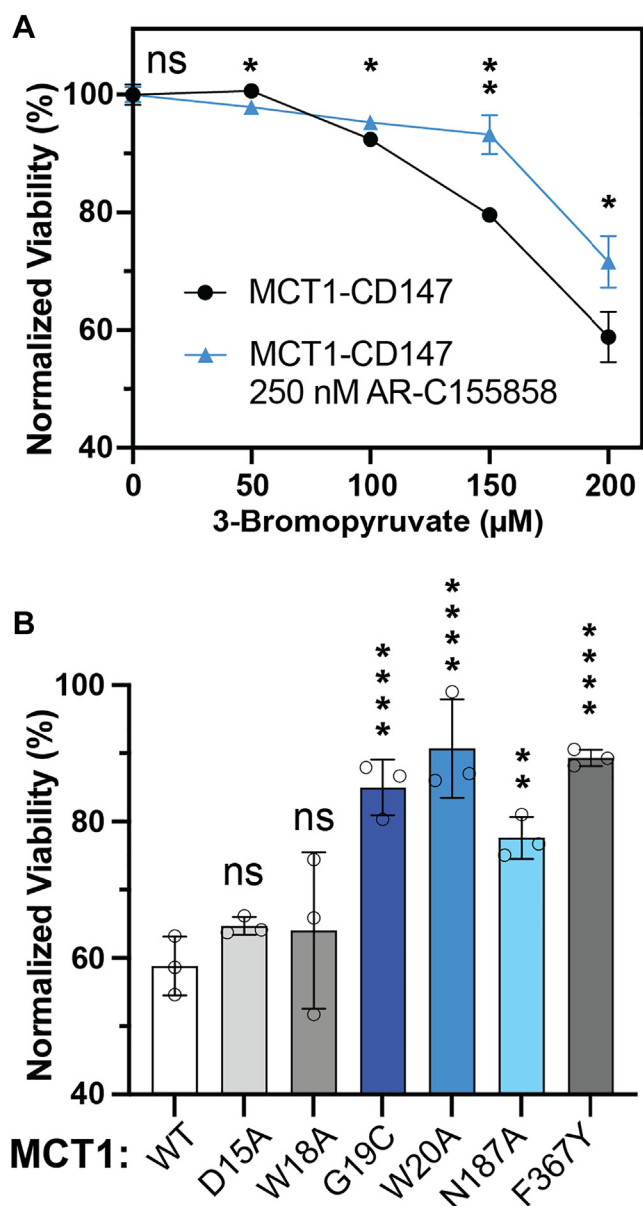 A
ns
*
*
*
*
*
100
80
60
40
Normalized Viability (%)
MCT1-CD147
MCT1-CD147
250 nM AR-C155858
0 50 100 150 200
3-Bromopyruvate (µM)
B
****
****
****
**
ns
ns
100
80
60
40
Normalized Viability (%)
MCT1:
WT
D15A
W18A
G19C
W20A
N187A
F367Y